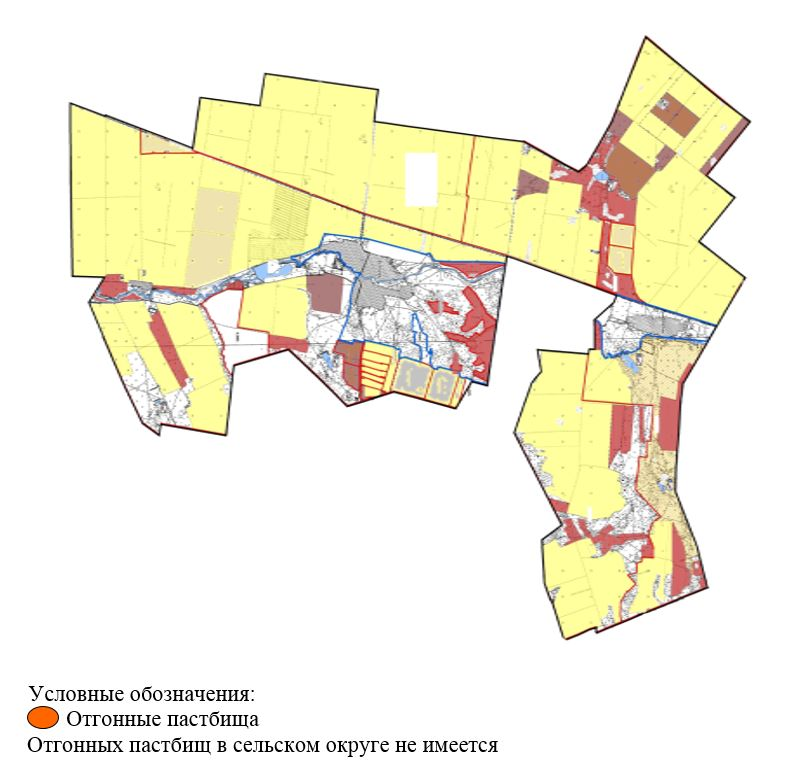 Условные обозначения:
Отгонные пастбища
Отгонных пастбищ в сельском округе не имеется